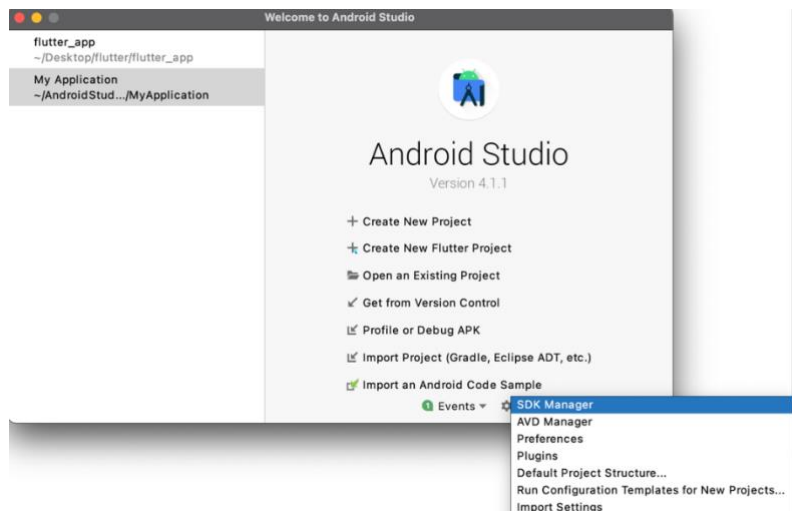 Welcome to Android Studio
flutter_app
~/Desktop/flutter/flutter_app
My Application
~/AndroidStud.../MyApplication
Android Studio
Version 4.1.1
Create New Project
Create New Flutter Project
Open an Existing Project
Get from Version Control
Profile or Debug APK
Import Project (Gradle, Eclipse ADT, etc.)
Import an Android Code Sample
1 Events
SDK Manager
AVD Manager
Preferences
Plugins
Default Project Structure...
Run Configuration Templates for New Projects...
Import Settings